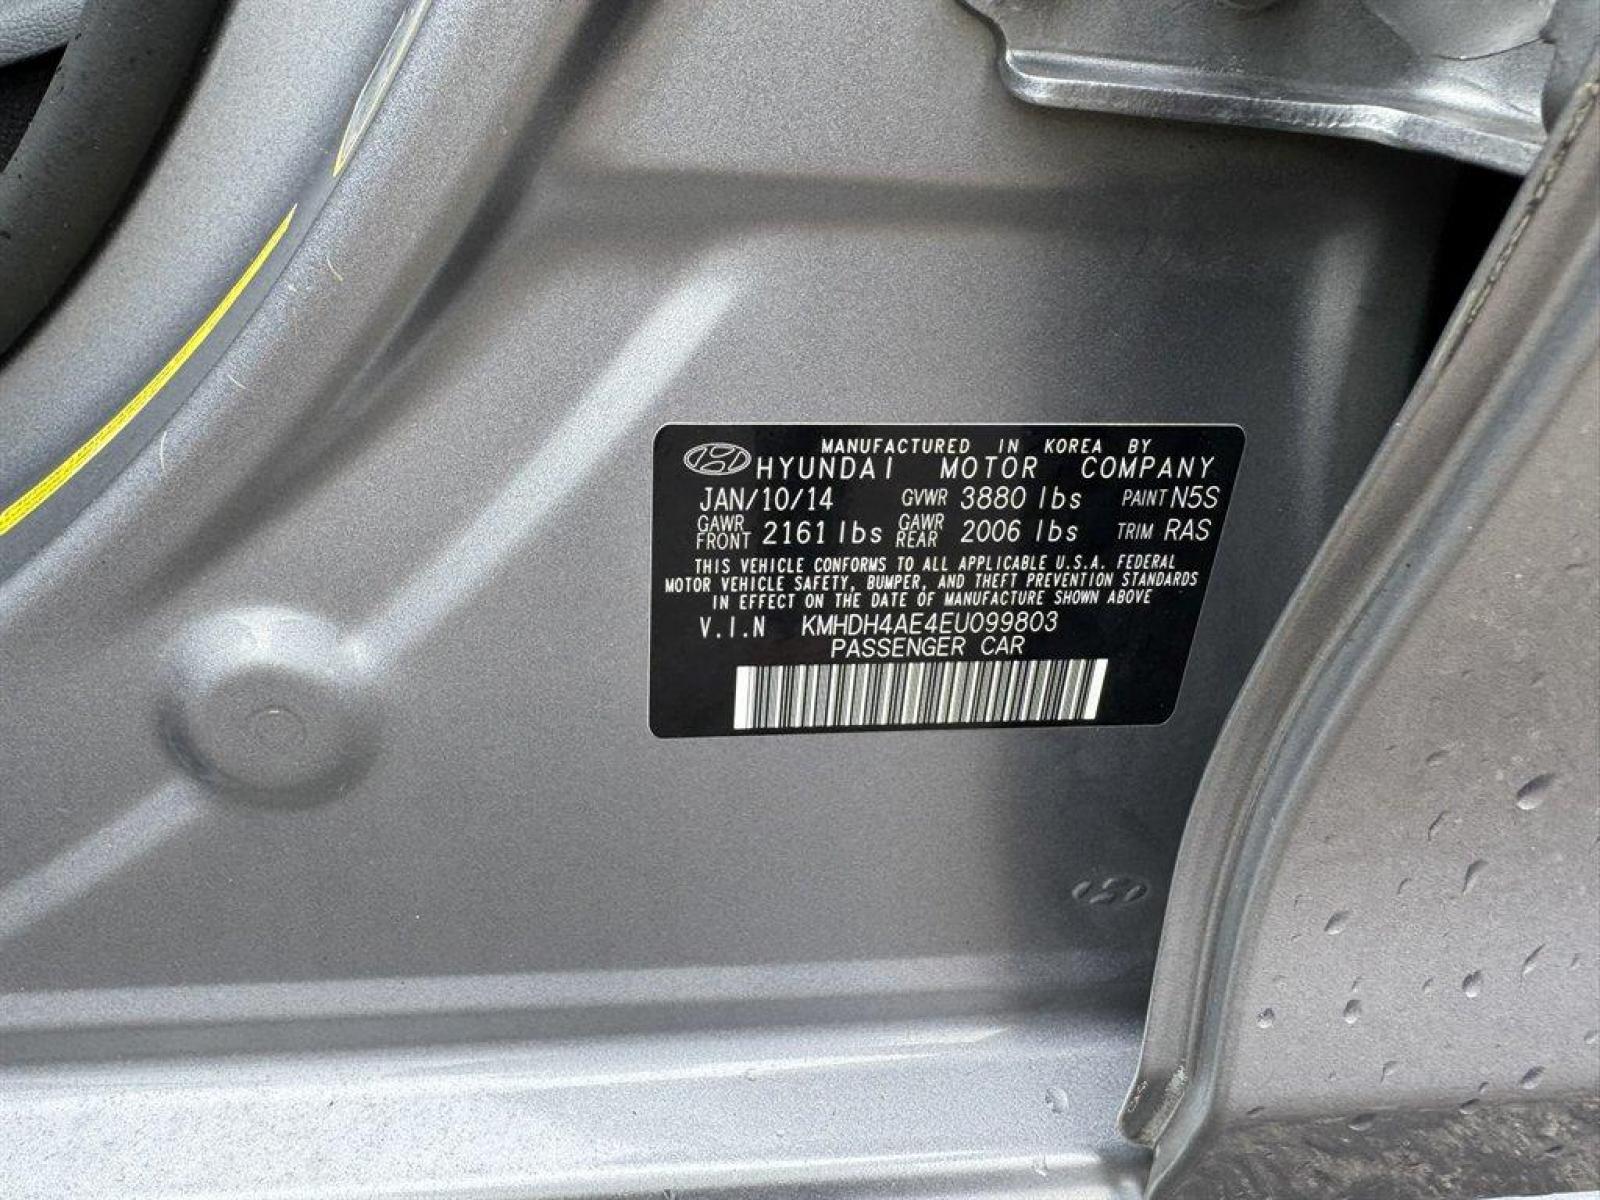 MANUFACTURED IN KOREA BY
HYUNDAI MOTOR COMPANY
JAN/10/14 GVWR 3880 lbs PAINT N5S
GAWR FRONT 2161 lbs GAWR REAR 2006 lbs TRIM RAS
THIS VEHICLE CONFORMS TO ALL APPLICABLE U.S.A. FEDERAL
MOTOR VEHICLE SAFETY, BUMPER, AND THEFT PREVENTION STANDARDS
IN EFFECT ON THE DATE OF MANUFACTURE SHOWN ABOVE
V.I.N KMHDH4AE4EU099803
PASSENGER CAR